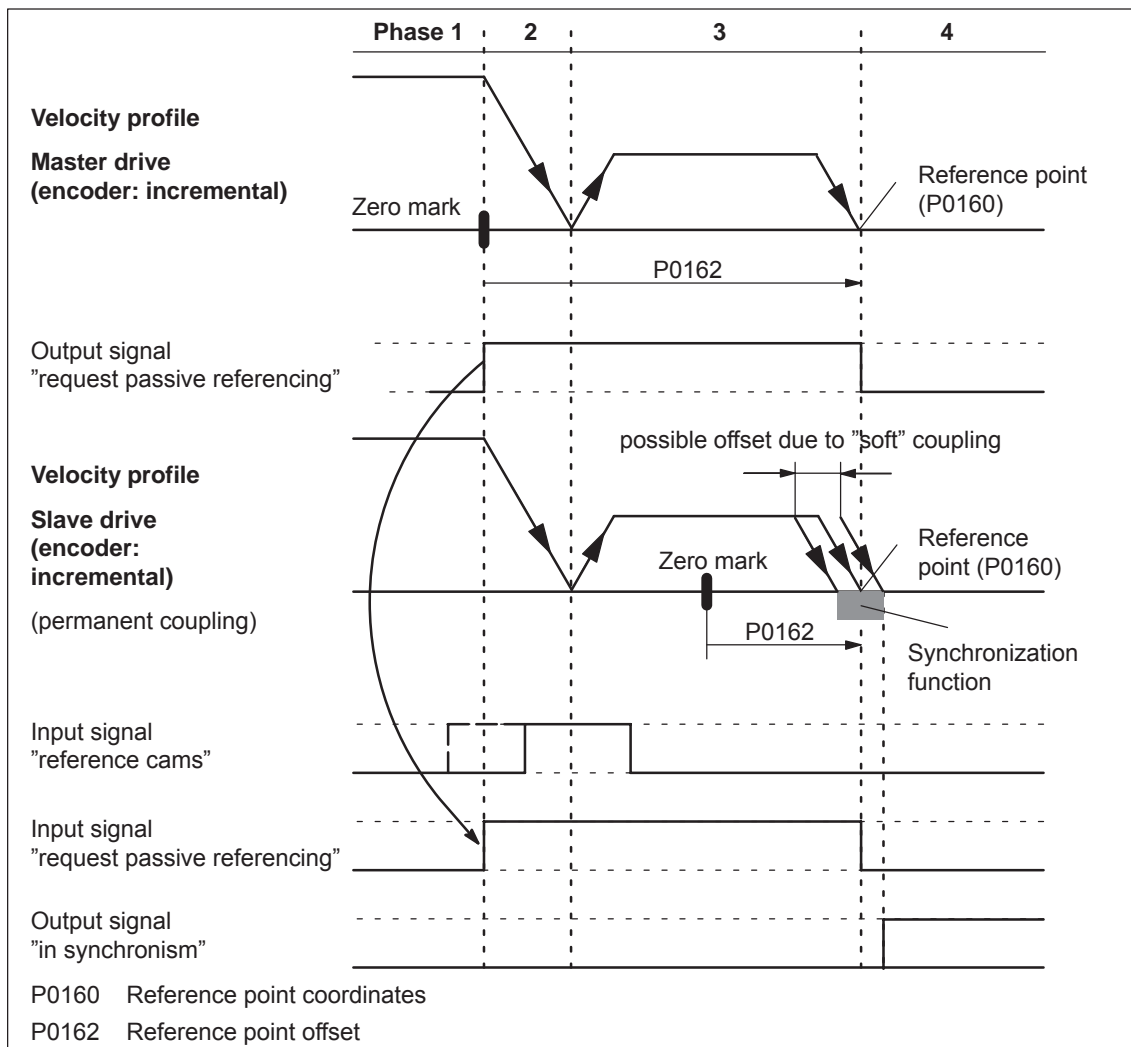 Phase 1 2 3 4
Velocity profile
Master drive
(encoder: incremental)
Zero mark
Reference point
(P0160)
P0162
Output signal
”request passive referencing”
possible offset due to ”soft” coupling
Velocity profile
Slave drive
(encoder:
incremental)
(permanent coupling)
Zero mark
Reference
point (P0160)
P0162
Synchronization
function
Input signal
”reference cams”
Input signal
”request passive referencing”
Output signal
”in synchronism”
P0160 Reference point coordinates
P0162 Reference point offset